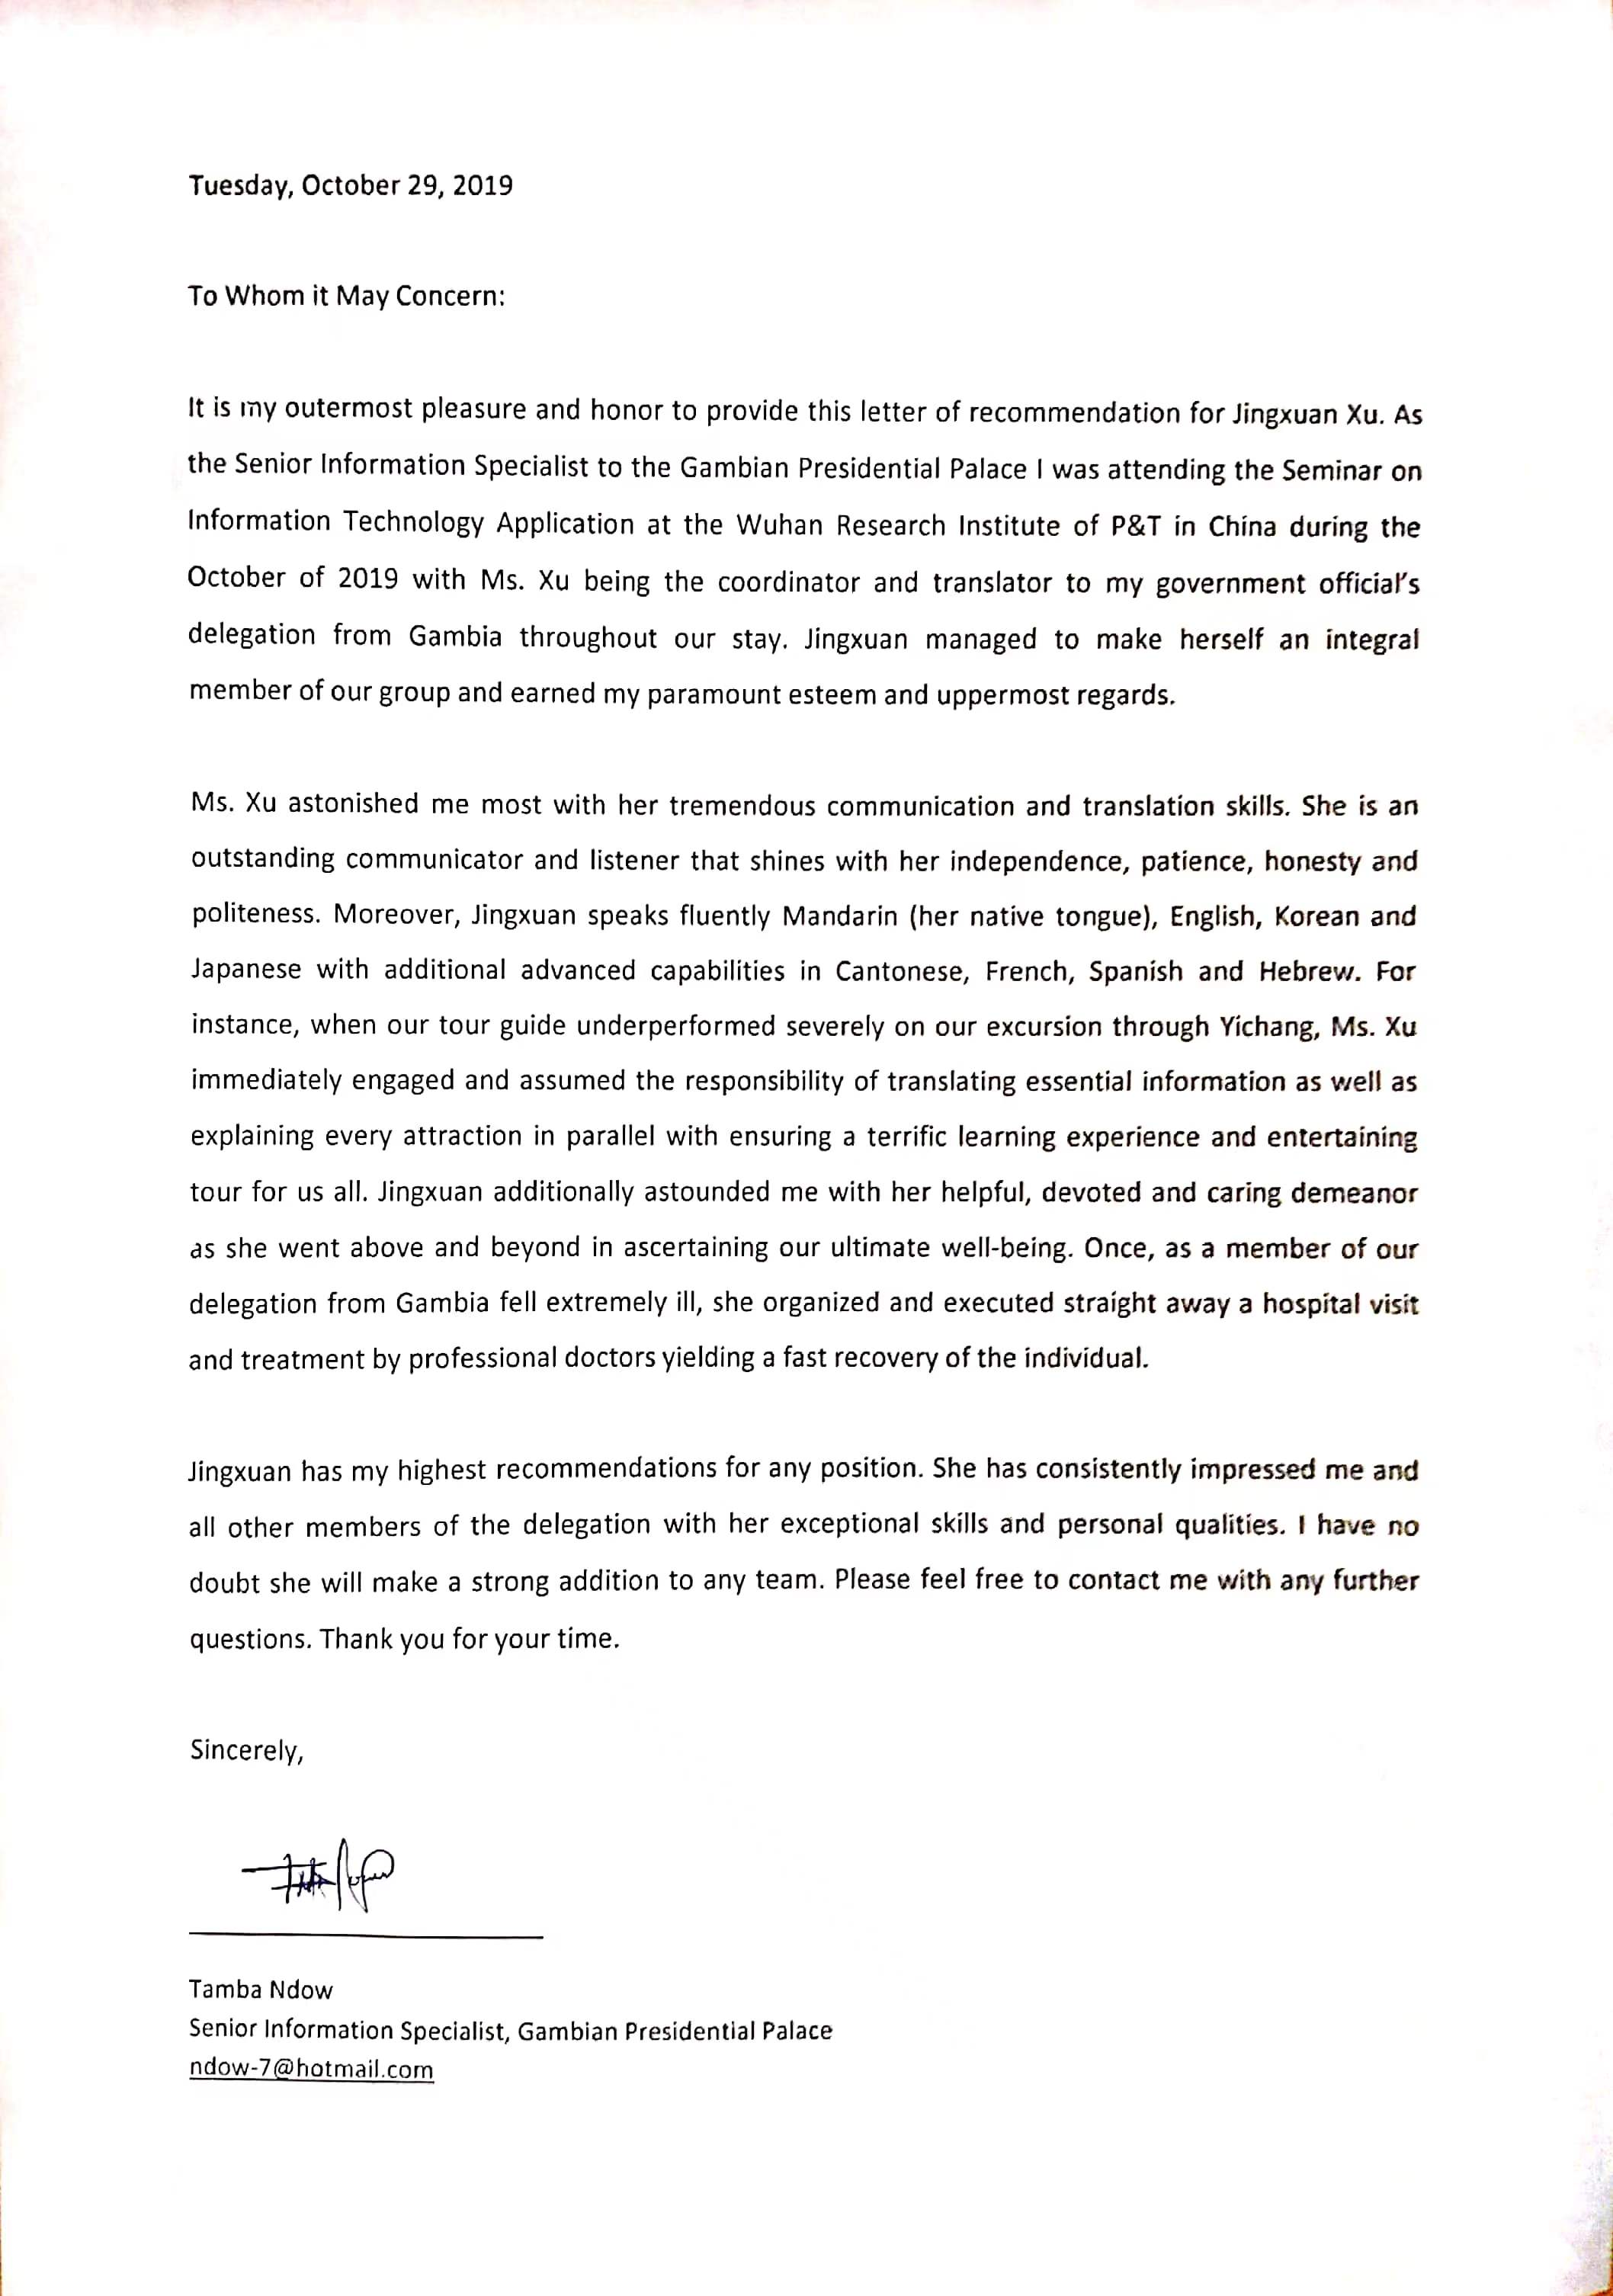 Tuesday, October 29, 2019
To Whom it May Concern:
It is my outermost pleasure and honor to provide this letter of recommendation for Jingxuan Xu. As
the Senior Information Specialist to the Gambian Presidential Palace I was attending the Seminar on
Information Technology Application at the Wuhan Research Institute of P&T in China during the
October of 2019 with Ms. Xu being the coordinator and translator to my government official's
delegation from Gambia throughout our stay. Jingxuan managed to make herself an integral
member of our group and earned my paramount esteem and uppermost regards.
Ms. Xu astonished me most with her tremendous communication and translation skills. She is an
outstanding communicator and listener that shines with her independence, patience, honesty and
politeness. Moreover, Jingxuan speaks fluently Mandarin (her native tongue), English, Korean and
Japanese with additional advanced capabilities in Cantonese, French, Spanish and Hebrew. For
instance, when our tour guide underperformed severely on our excursion through Yichang, Ms. Xu
immediately engaged and assumed the responsibility of translating essential information as well as
explaining every attraction in parallel with ensuring a terrific learning experience and entertaining
tour for us all. Jingxuan additionally astounded me with her helpful, devoted and caring demeanor
as she went above and beyond in ascertaining our ultimate well-being. Once, as a member of our
delegation from Gambia fell extremely ill, she organized and executed straight away a hospital visit
and treatment by professional doctors yielding a fast recovery of the individual.
Jingxuan has my highest recommendations for any position. She has consistently impressed me and
all other members of the delegation with her exceptional skills and personal qualities. I have no
doubt she will make a strong addition to any team. Please feel free to contact me with any further
questions. Thank you for your time.
Sincerely,
Tamba Ndow
Senior Information Specialist, Gambian Presidential Palace
ndow-7@hotmail.com